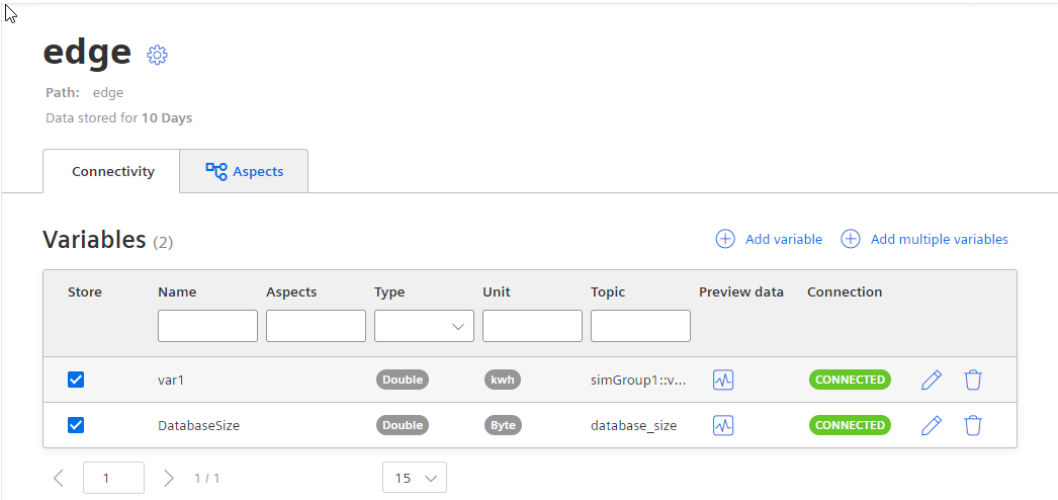 edge
Path: edge
Data stored for 10 Days
Connectivity Aspects
Variables (2) Add variable Add multiple variables
Store Name Aspects Type Unit Topic Preview data Connection
var1 Double kwh simGroup1::v... CONNECTED
DatabaseSize Double Byte database_size CONNECTED
1 1 / 1 15